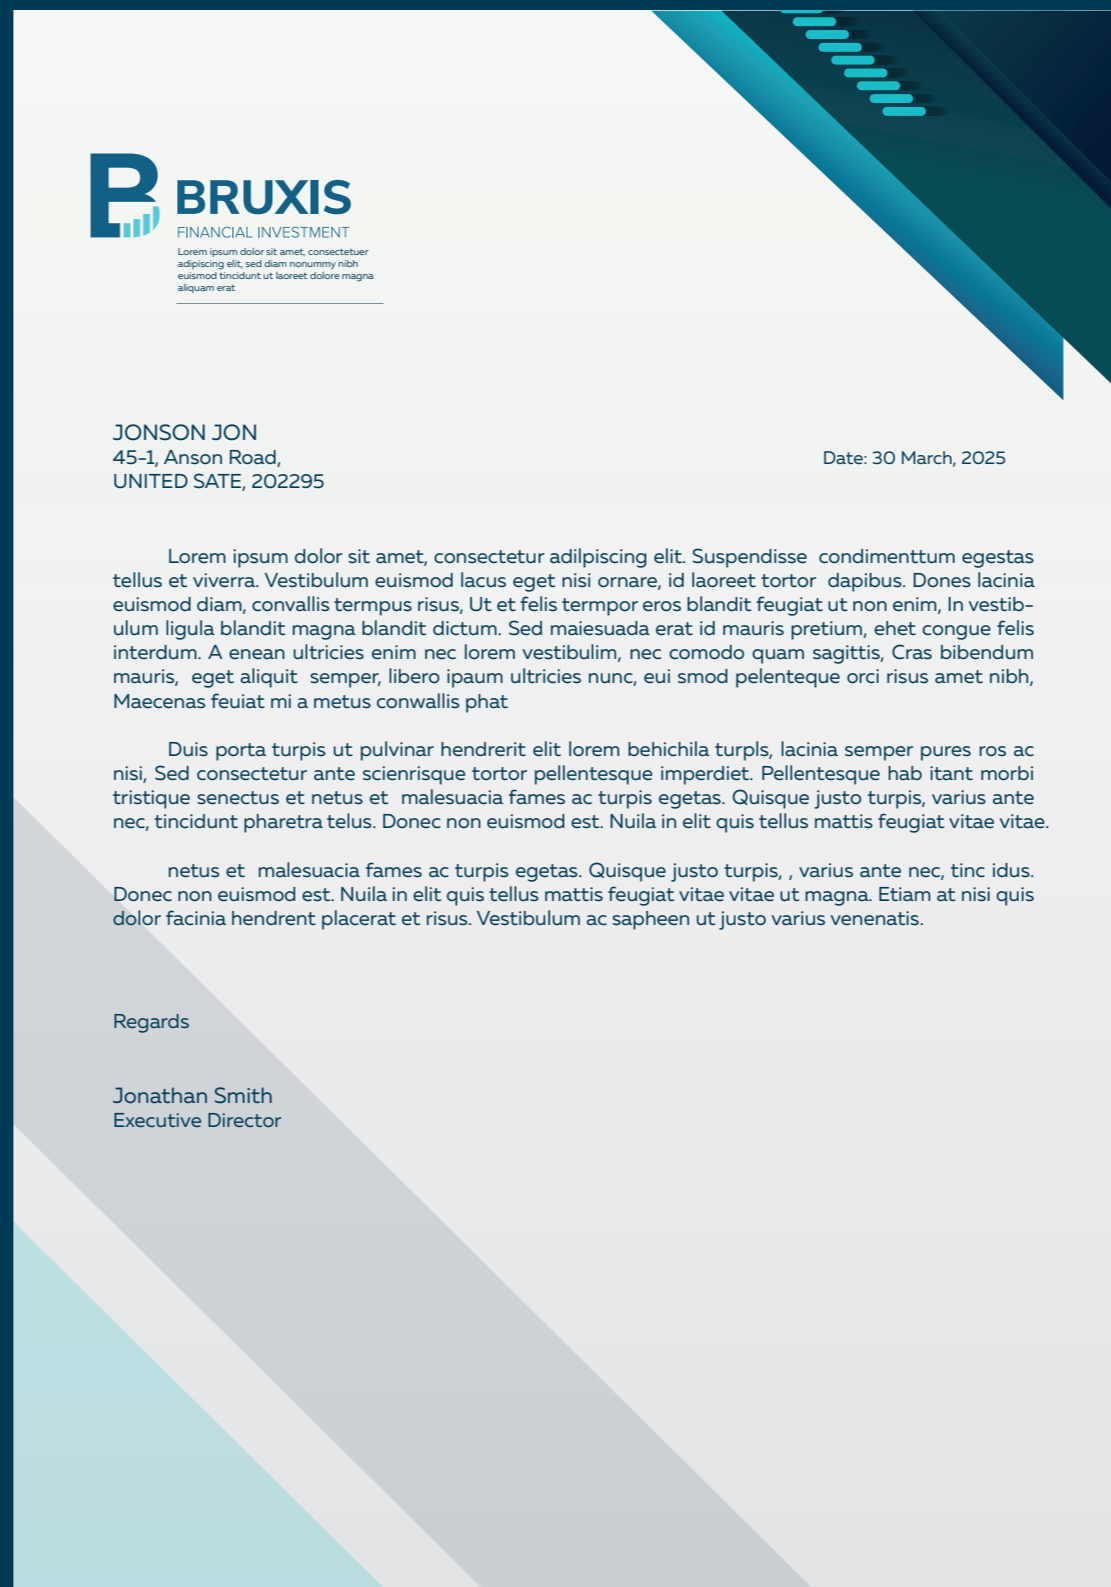 BRUXIS
FINANCIAL INVESTMENT
Lorem ipsum dolor sit amet, consectetuer
adipiscing elit, sed diam nonummy nibh
euismod tincidunt ut laoreet dolore magna
aliquam erat
JONSON JON
45-1, Anson Road,
UNITED SATE, 202295
Date: 30 March, 2025
Lorem ipsum dolor sit amet, consectetur adilpiscing elit. Suspendisse condimenttum egestas
tellus et viverra. Vestibulum euismod lacus eget nisi ornare, id laoreet tortor dapibus. Dones lacinia
euismod diam, convallis termpus risus, Ut et felis termpor eros blandit feugiat ut non enim, In vestib-
ulum ligula blandit magna blandit dictum. Sed maiesuada erat id mauris pretium, ehet congue felis
interdum. A enean ultricies enim nec lorem vestibulim, nec comodo quam sagittis, Cras bibendum
mauris, eget aliquit semper, libero ipaum ultricies nunc, eui smod pelenteque orci risus amet nibh,
Maecenas feuiat mi a metus conwallis phat
Duis porta turpis ut pulvinar hendrerit elit lorem behichila turpls, lacinia semper pures ros ac
nisi, Sed consectetur ante scienrisque tortor pellentesque imperdiet. Pellentesque hab itant morbi
tristique senectus et netus et malesuacia fames ac turpis egetas. Quisque justo turpis, varius ante
nec, tincidunt pharetra telus. Donec non euismod est. Nuila in elit quis tellus mattis feugiat vitae vitae.
netus et malesuacia fames ac turpis egetas. Quisque justo turpis, , varius ante nec, tinc idus.
Donec non euismod est. Nuila in elit quis tellus mattis feugiat vitae vitae ut magna. Etiam at nisi quis
dolor facinia hendrent placerat et risus. Vestibulum ac sapheen ut justo varius venenatis.
Regards
Jonathan Smith
Executive Director